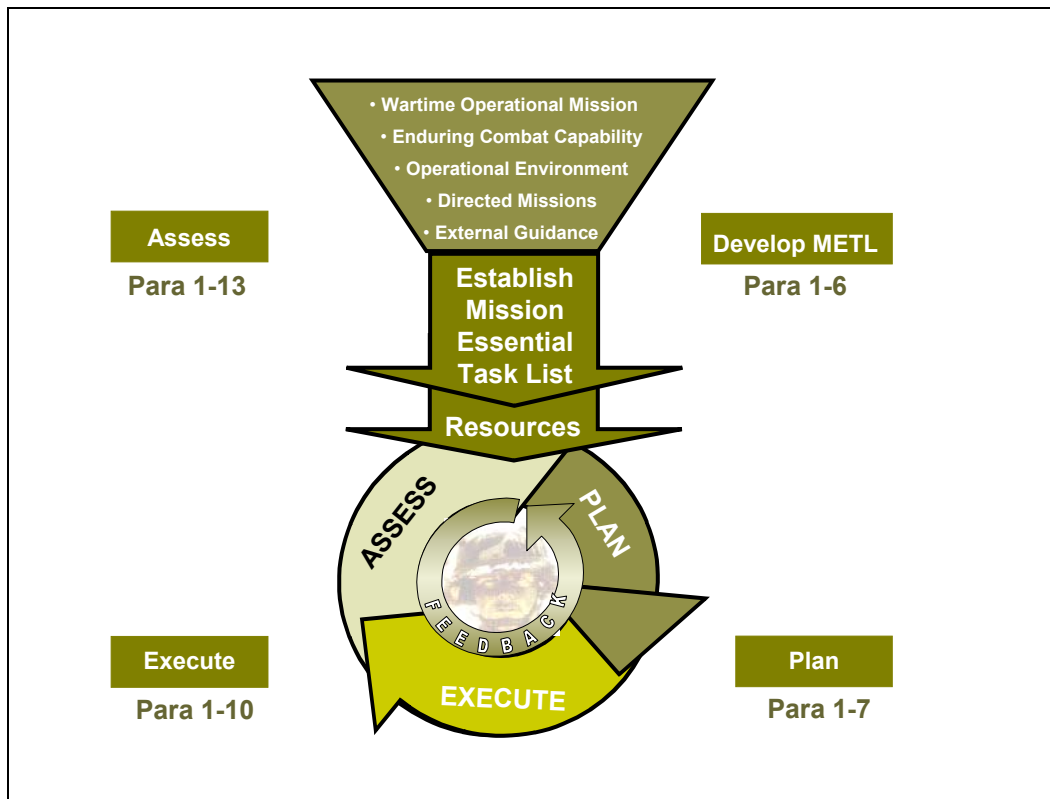 • Wartime Operational Mission
• Enduring Combat Capability
• Operational Environment
• Directed Missions
• External Guidance
Assess
Para 1-13
Develop METL
Para 1-6
Establish
Mission
Essential
Task List
Resources
ASSESS
PLAN
FEEDBACK
EXECUTE
Execute
Para 1-10
Plan
Para 1-7